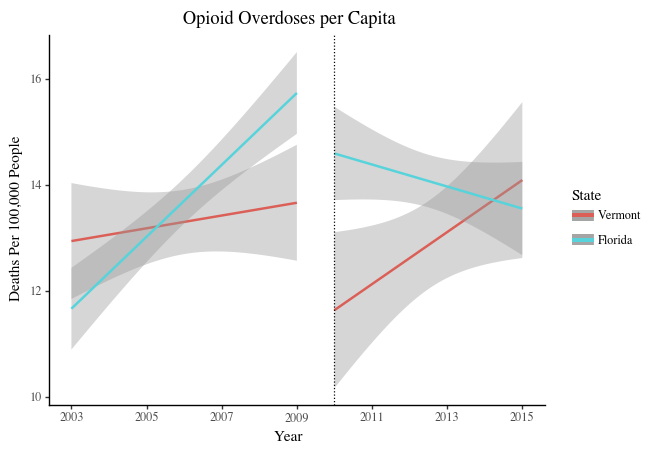 Opioid Overdoses per Capita
Deaths Per 100,000 People
16
14
12
10
2003 2005 2007 2009 2011 2013 2015
Year
State
Vermont
Florida